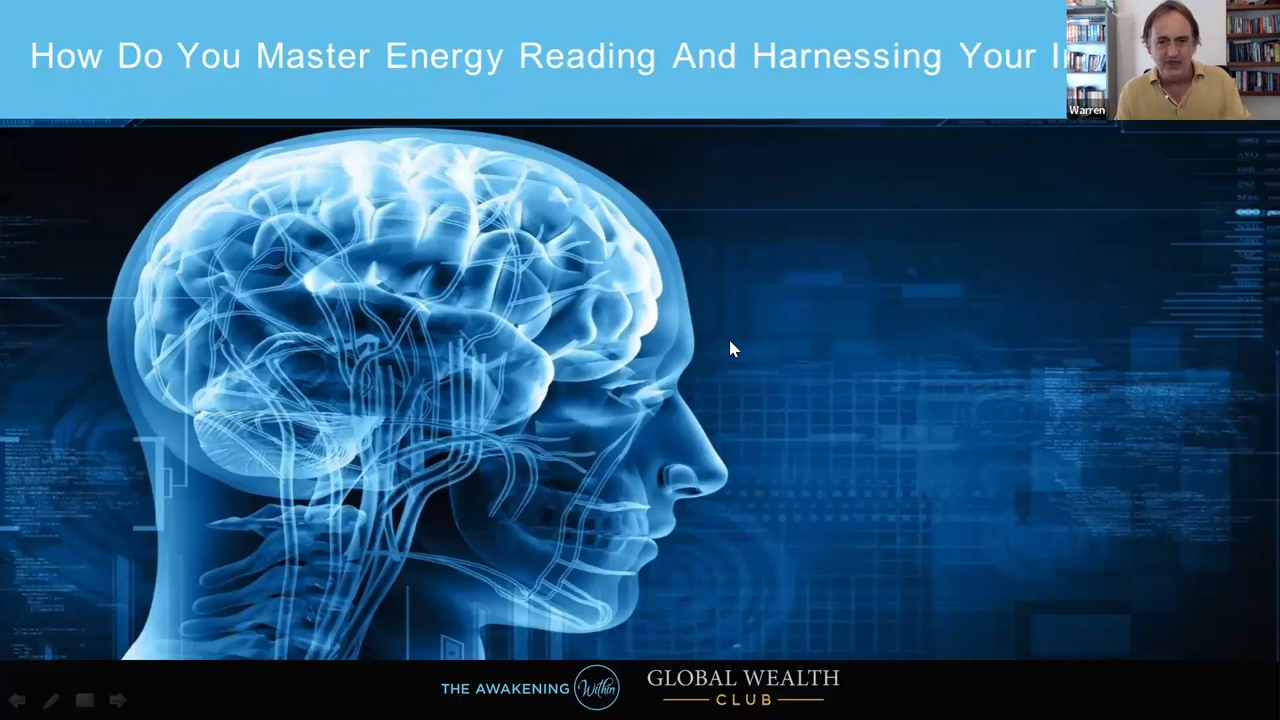 How Do You Master Energy Reading And Harnessing Your
Warren
THE AWAKENING Within
GLOBAL WEALTH
CLUB